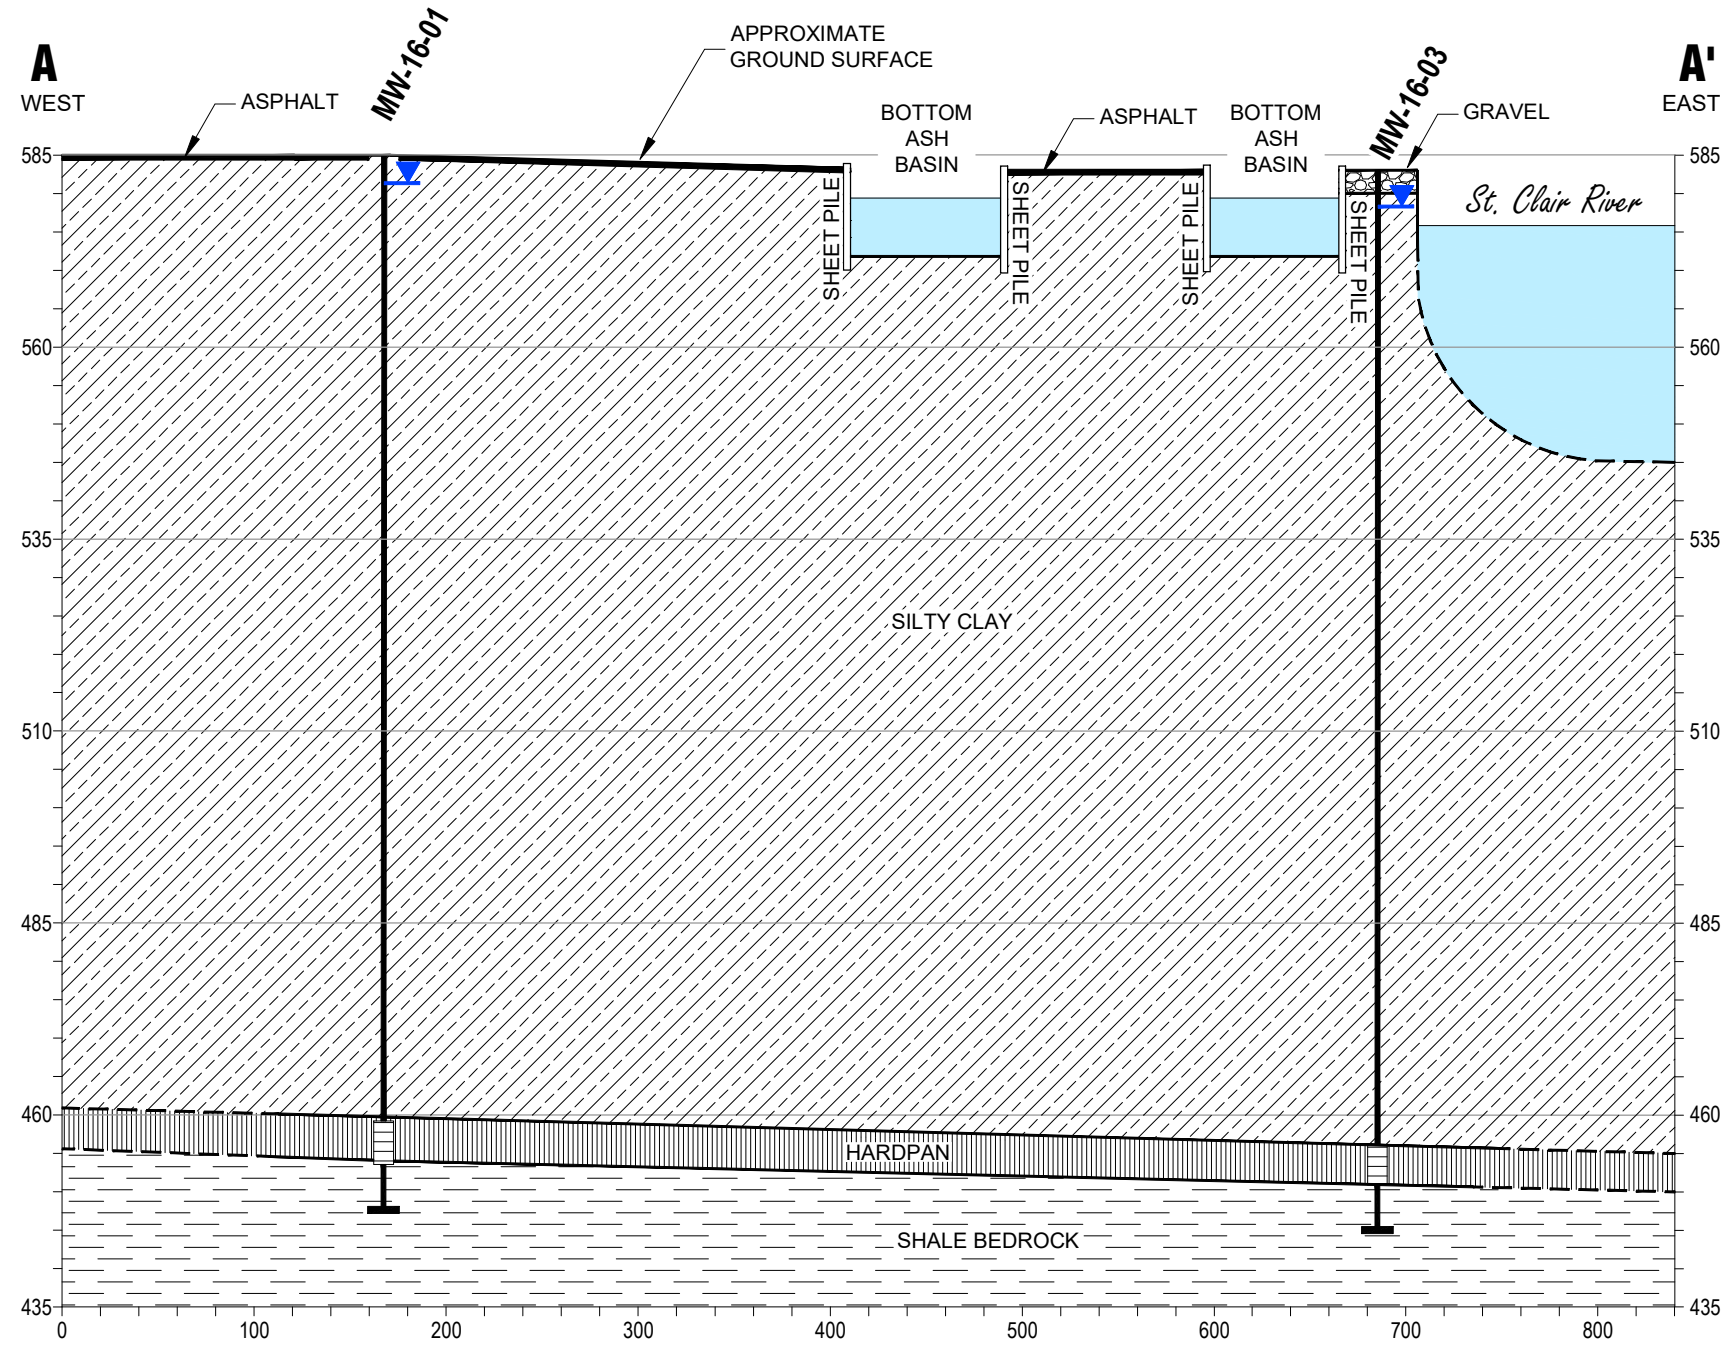 A
WEST
ASPHALT
MW-16-01
APPROXIMATE
GROUND SURFACE
BOTTOM
ASH
BASIN
ASPHALT
BOTTOM
ASH
BASIN
MW-16-03
GRAVEL
A'
EAST
585
585
SHEET PILE
SHEET PILE
SHEET PILE
SHEET PILE
St. Clair River
560
560
535
535
SILTY CLAY
510
510
485
485
460
460
HARDPAN
SHALE BEDROCK
435
435
0
100
200
300
400
500
600
700
800